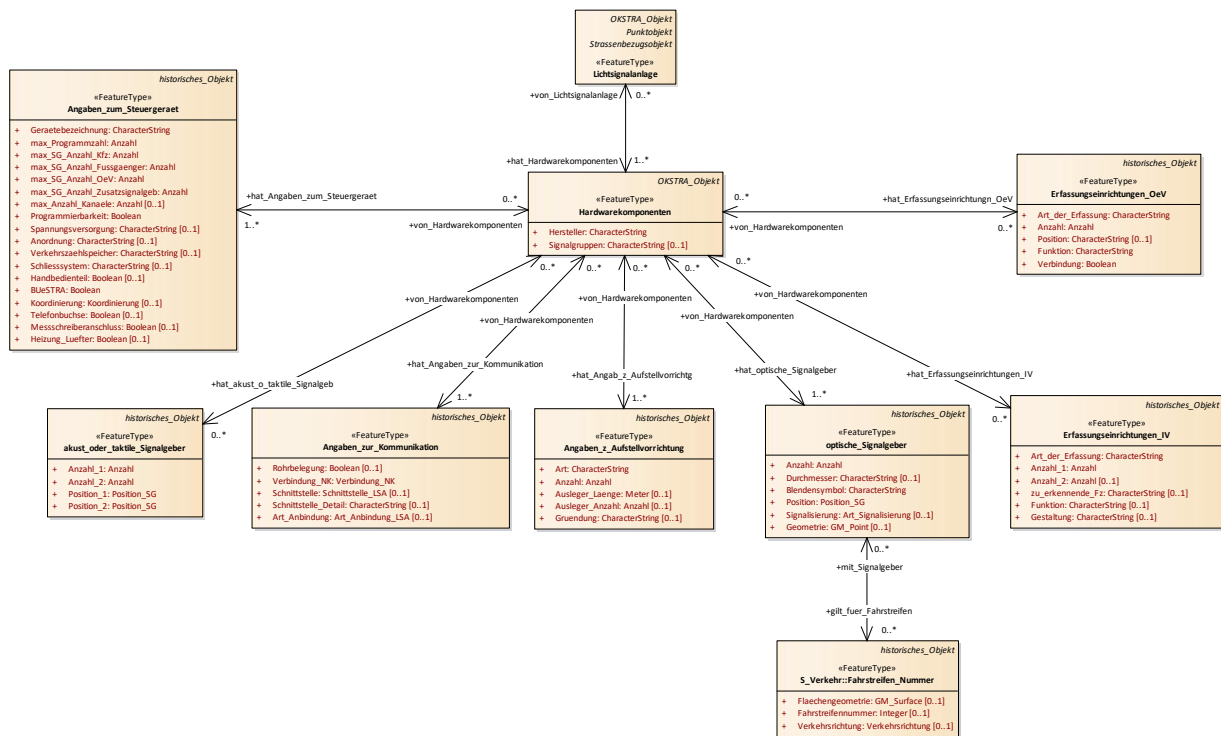 OKSTRA_Objekt
Punktobjekt
Strassenbezugsobjekt
«FeatureType»
Lichtsignalanlage
+von_Lichtsignalanlage
0..*
+hat_Hardwarekomponenten
1..*
historisches_Objekt
«FeatureType»
Angaben_zum_Steuergeraet
+ Geraetebezeichnung: CharacterString
+ max_Programmzahl: Anzahl
+ max_SG_Anzahl_Kfz: Anzahl
+ max_SG_Anzahl_Fussgaenger: Anzahl
+ max_SG_Anzahl_OeV: Anzahl
+ max_SG_Anzahl_Zusatzsignalgeb: Anzahl
+ max_Anzahl_Kanaele: Anzahl [0..1]
+ Programmierbarkeit: Boolean
+ Spannungsversorgung: CharacterString [0..1]
+ Anordnung: CharacterString [0..1]
+ Verkehrszaehlspeicher: CharacterString [0..1]
+ Schliesssystem: CharacterString [0..1]
+ Handbedienteil: Boolean [0..1]
+ BUeSTRA: Boolean
+ Koordinierung: Koordinierung [0..1]
+ Telefonbuchse: Boolean [0..1]
+ Messschreiberanschluss: Boolean [0..1]
+ Heizung_Luefter: Boolean [0..1]
+hat_Angaben_zum_Steuergeraet
1..*
0..*
+von_Hardwarekomponenten
OKSTRA_Objekt
«FeatureType»
Hardwarekomponenten
+ Hersteller: CharacterString
+ Signalgruppen: CharacterString [0..1]
0..*
+von_Hardwarekomponenten
+hat_Erfassungseinrichtungn_OeV
0..*
historisches_Objekt
«FeatureType»
Erfassungseinrichtungen_OeV
+ Art_der_Erfassung: CharacterString
+ Anzahl: Anzahl
+ Position: CharacterString [0..1]
+ Funktion: CharacterString
+ Verbindung: Boolean
0..*
0..*
0..*
0..*
0..*
+von_Hardwarekomponenten
+von_Hardwarekomponenten
+von_Hardwarekomponenten
+von_Hardwarekomponenten
+von_Hardwarekomponenten
+hat_akust_o_taktile_Signalgeb
0..*
+hat_Angaben_zur_Kommunikation
1..*
+hat_Angab_z_Aufstellvorrichtg
1..*
+hat_optische_Signalgeber
1..*
+hat_Erfassungseinrichtungen_IV
0..*
historisches_Objekt
«FeatureType»
akust_oder_taktile_Signalgeber
+ Anzahl_1: Anzahl
+ Anzahl_2: Anzahl
+ Position_1: Position_SG
+ Position_2: Position_SG
historisches_Objekt
«FeatureType»
Angaben_zur_Kommunikation
+ Rohrbelegung: Boolean [0..1]
+ Verbindung_NK: Verbindung_NK
+ Schnittstelle: Schnittstelle_LSA [0..1]
+ Schnittstelle_Detail: CharacterString [0..1]
+ Art_Anbindung: Art_Anbindung_LSA [0..1]
historisches_Objekt
«FeatureType»
Angaben_z_Aufstellvorrichtung
+ Art: CharacterString
+ Anzahl: Anzahl
+ Ausleger_Laenge: Meter [0..1]
+ Ausleger_Anzahl: Anzahl [0..1]
+ Gruendung: CharacterString [0..1]
historisches_Objekt
«FeatureType»
optische_Signalgeber
+ Anzahl: Anzahl
+ Durchmesser: CharacterString [0..1]
+ Blendensymbol: CharacterString
+ Position: Position_SG
+ Signalisierung: Art_Signalisierung [0..1]
+ Geometrie: GM_Point [0..1]
historisches_Objekt
«FeatureType»
Erfassungseinrichtungen_IV
+ Art_der_Erfassung: CharacterString
+ Anzahl_1: Anzahl
+ Anzahl_2: Anzahl [0..1]
+ zu_erkennende_Fz: CharacterString [0..1]
+ Funktion: CharacterString [0..1]
+ Gestaltung: CharacterString [0..1]
0..*
+mit_Signalgeber
+gilt_fuer_Fahrstreifen
0..*
historisches_Objekt
«FeatureType»
S_Verkehr::Fahrstreifen_Nummer
+ Flaechengeometrie: GM_Surface [0..1]
+ Fahrstreifennummer: Integer [0..1]
+ Verkehrsrichtung: Verkehrsrichtung [0..1]